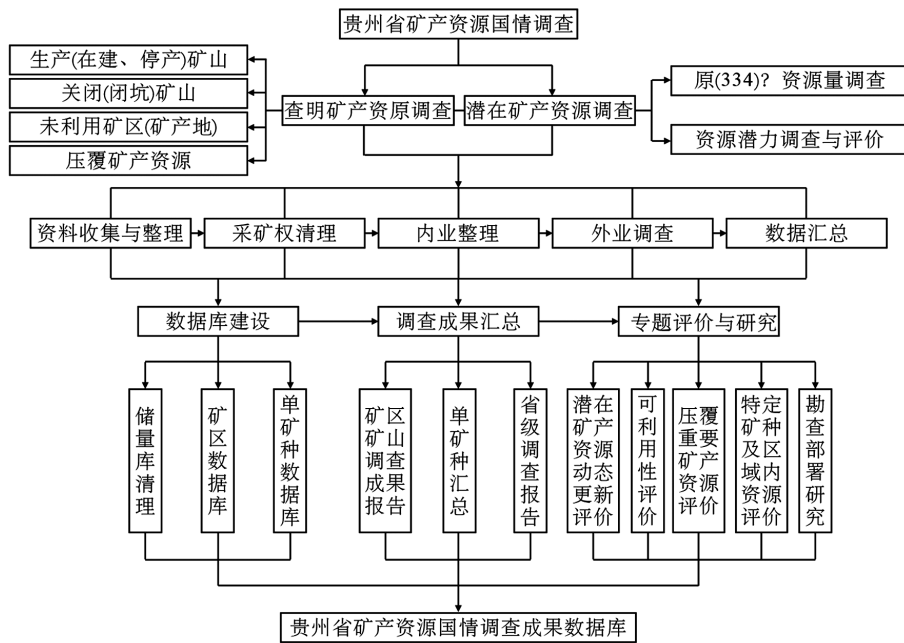 贵州省矿产资源国情调查
生产(在建、停产)矿山
关闭(闭坑)矿山
未利用矿区(矿产地)
压覆矿产资源
查明矿产资原调查
潜在矿产资源调查
原(334)?资源量调查
资源潜力调查与评价
资料收集与整理
采矿权清理
内业整理
外业调查
数据汇总
数据库建设
调查成果汇总
专题评价与研究
储量库清理
矿区数据库
单矿种数据库
矿区
矿山
调查
成果
报告
单矿种汇总
省级调查报告
潜在
矿产
资源
动态
更新
评价
可利用性评价
压覆
重要
矿产
资源
评价
特定
矿种
及区
域内
资源
评价
勘查部署研究
贵州省矿产资源国情调查成果数据库